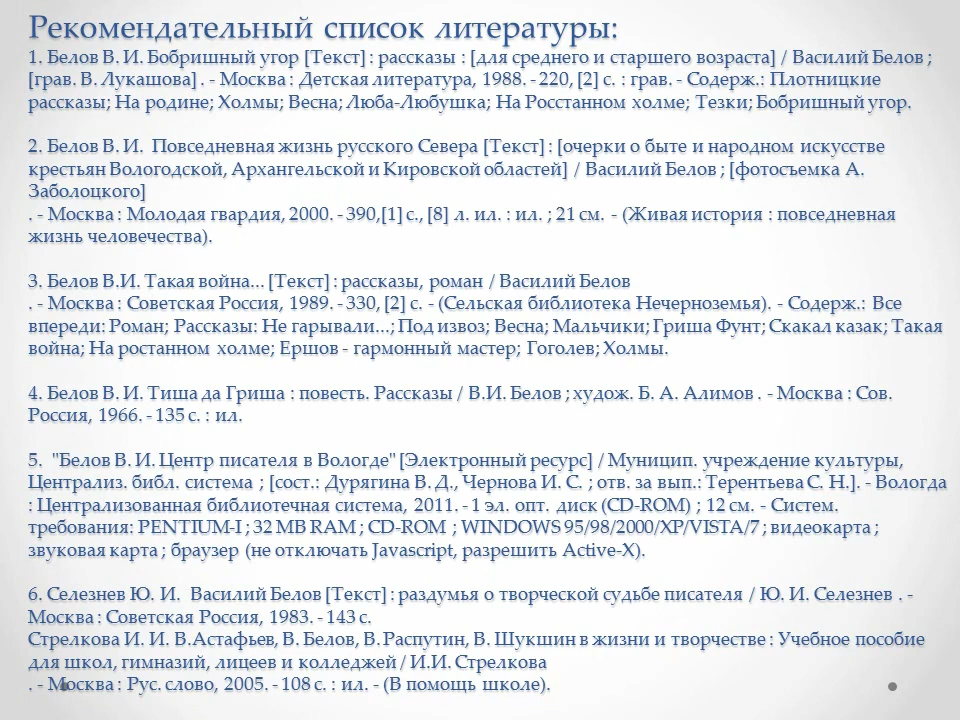 Рекомендательный список литературы:
1. Белов В. И. Бобришный угор [Текст] : рассказы : [для среднего и старшего возраста] / Василий Белов ;
[грав. В. Лукашова] . - Москва : Детская литература, 1988. - 220, [2] с. : грав. - Содерж.: Плотницкие
рассказы; На родине; Холмы; Весна; Люба-Любушка; На Росстанном холме; Тезки; Бобришный угор.
2. Белов В. И. Повседневная жизнь русского Севера [Текст] : [очерки о быте и народном искусстве
крестьян Вологодской, Архангельской и Кировской областей] / Василий Белов ; [фотосъемка А.
Заболоцкого]
. - Москва : Молодая гвардия, 2000. - 390,[1] с., [8] л. ил. : ил. ; 21 см. - (Живая история : повседневная
жизнь человечества).
3. Белов В.И. Такая война... [Текст] : рассказы, роман / Василий Белов
. - Москва : Советская Россия, 1989. - 330, [2] с. - (Сельская библиотека Нечерноземья). - Содерж.: Все
впереди: Роман; Рассказы: Не гарывали...; Под извоз; Весна; Мальчики; Гриша Фунт; Скакал казак; Такая
война; На ростанном холме; Ершов - гармонный мастер; Гоголев; Холмы.
4. Белов В. И. Тиша да Гриша : повесть. Рассказы / В.И. Белов ; худож. Б. А. Алимов . - Москва : Сов.
Россия, 1966. - 135 с. : ил.
5. "Белов В. И. Центр писателя в Вологде" [Электронный ресурс] / Муницип. учреждение культуры,
Централиз. библ. система ; [сост.: Дурягина В. Д., Чернова И. С. ; отв. за вып.: Терентьева С. Н.]. - Вологда
: Централизованная библиотечная система, 2011. - 1 эл. опт. диск (CD-ROM) ; 12 см. - Систем.
требования: PENTIUM-I ; 32 MB RAM ; CD-ROM ; WINDOWS 95/98/2000/XP/VISTA/7 ; видеокарта ;
звуковая карта ; браузер (не отключать Javascript, разрешить Active-X).
6. Селезнев Ю. И. Василий Белов [Текст] : раздумья о творческой судьбе писателя / Ю. И. Селезнев . -
Москва : Советская Россия, 1983. - 143 с.
Стрелкова И. И. В.Астафьев, В. Белов, В. Распутин, В. Шукшин в жизни и творчестве : Учебное пособие
для школ, гимназий, лицеев и колледжей / И.И. Стрелкова
. - Москва : Рус. слово, 2005. - 108 с. : ил. - (В помощь школе).